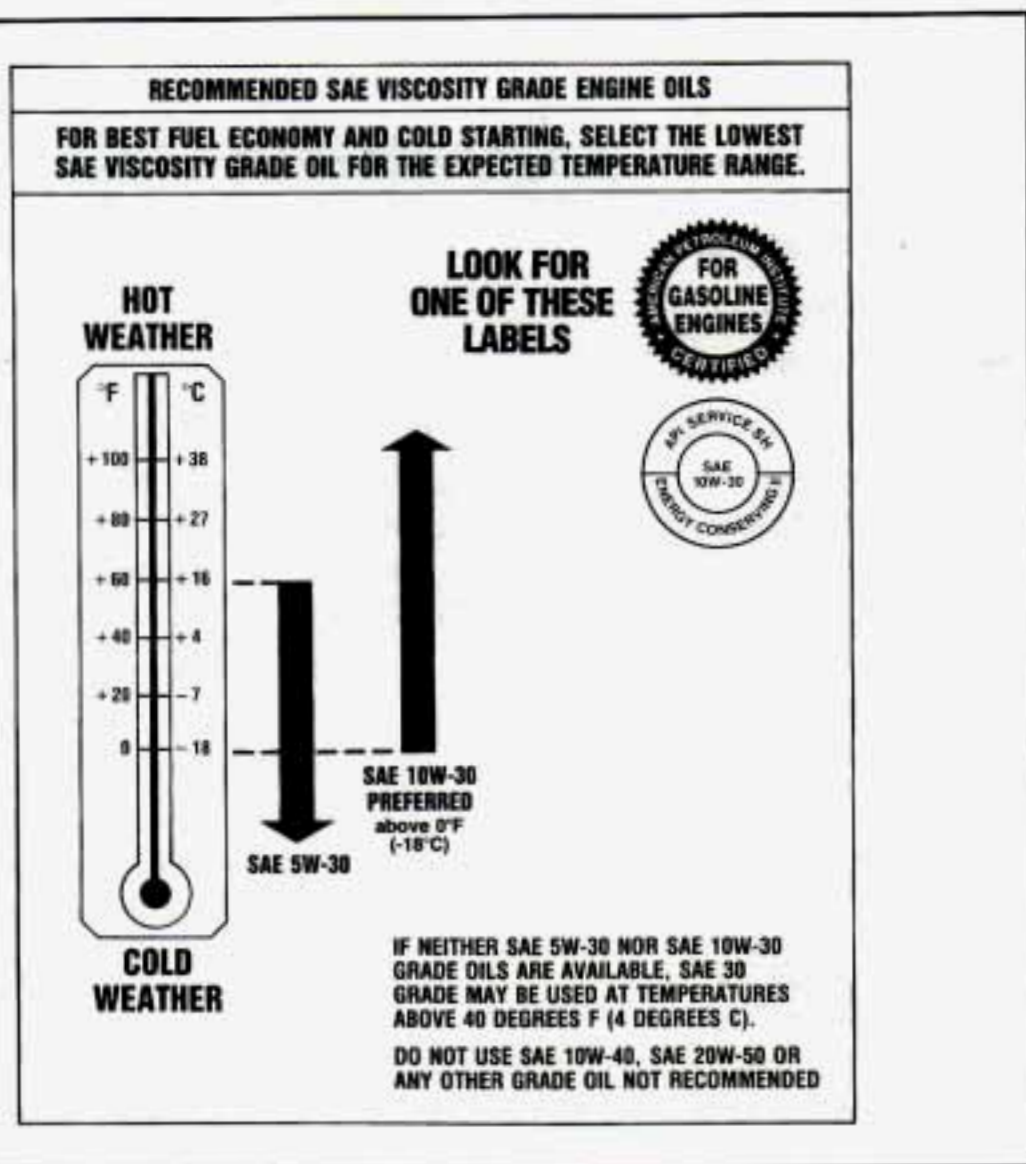 RECOMMENDED SAE VISCOSITY GRADE ENGINE OILS
FOR BEST FUEL ECONOMY AND COLD STARTING, SELECT THE LOWEST
SAE VISCOSITY GRADE OIL FOR THE EXPECTED TEMPERATURE RANGE.
LOOK FOR
ONE OF THESE
LABELS
AMERICAN PETROLEUM INSTITUTE
FOR
GASOLINE
ENGINES
CERTIFIED
API SERVICE SH
SAE
10W-30
ENERGY CONSERVING II
HOT
WEATHER
°F °C
+100 +38
+80 +27
+60 +16
+40 +4
+20 -7
0 -18
SAE 10W-30
PREFERRED
above 0°F
(-18°C)
SAE 5W-30
COLD
WEATHER
IF NEITHER SAE 5W-30 NOR SAE 10W-30
GRADE OILS ARE AVAILABLE, SAE 30
GRADE MAY BE USED AT TEMPERATURES
ABOVE 40 DEGREES F (4 DEGREES C).
DO NOT USE SAE 10W-40, SAE 20W-50 OR
ANY OTHER GRADE OIL NOT RECOMMENDED